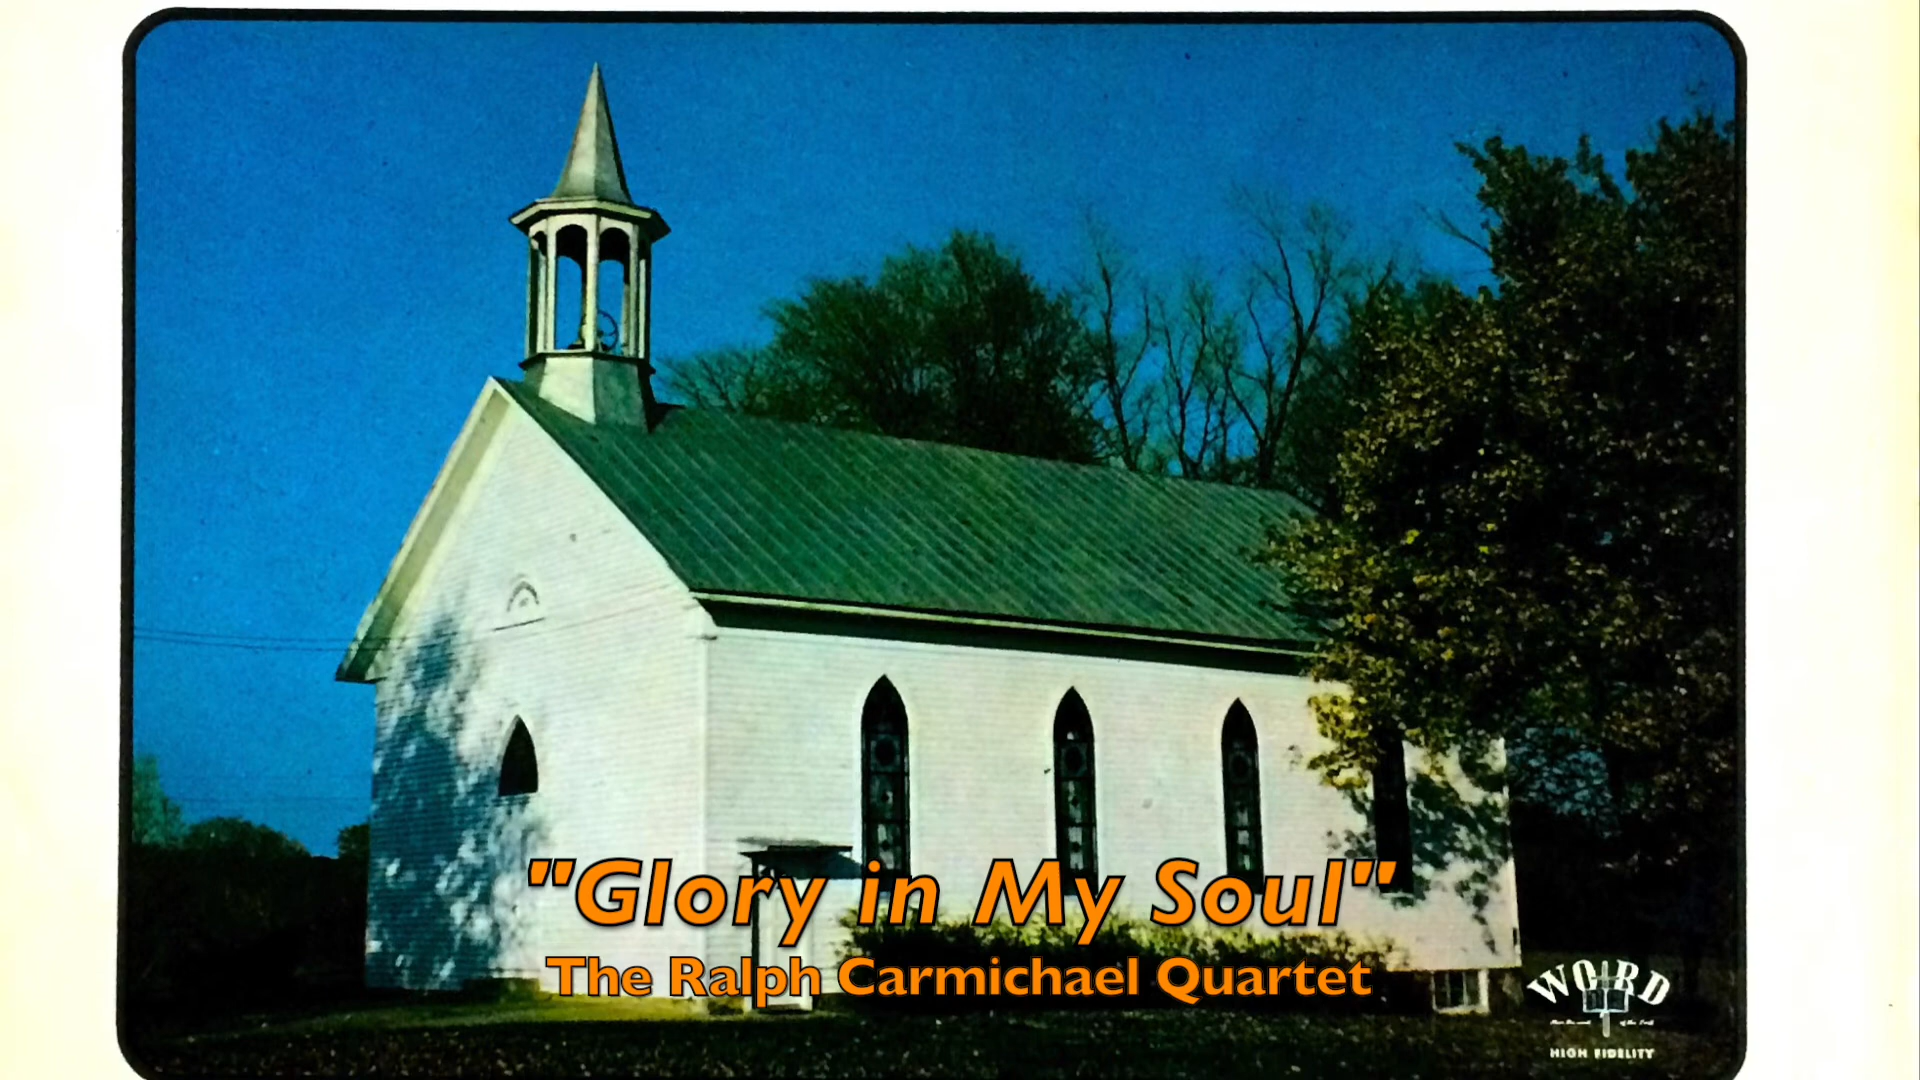 "Glory in My Soul"
The Ralph Carmichael Quartet
WORD
HIGH FIDELITY